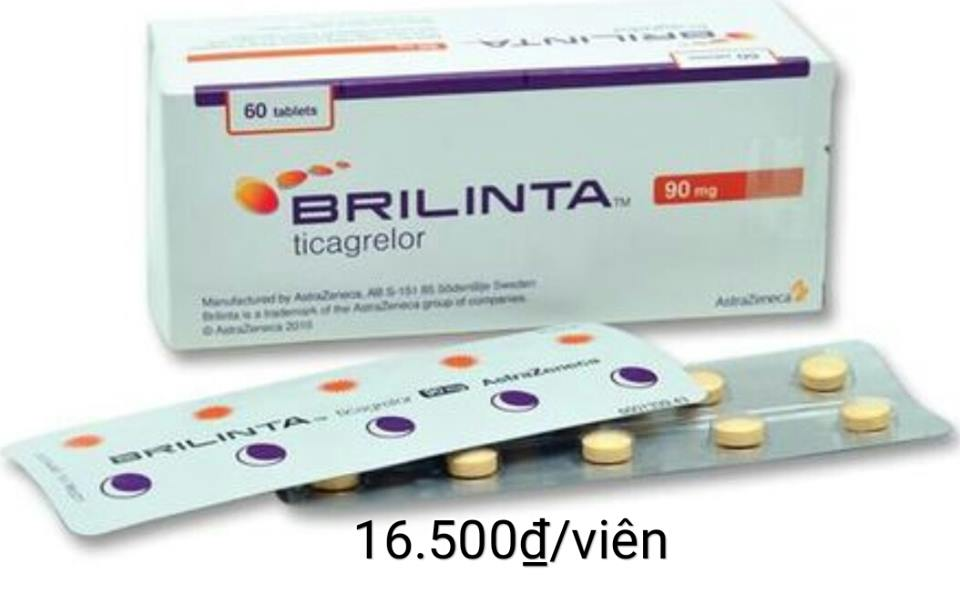 BRILINTA
60 tablets
BRILINTA™
90 mg
ticagrelor
Manufactured by AstraZeneca, AB S-151 85 Södertälje Sweden
Brilinta is a trademark of the AstraZeneca group of companies.
© AstraZeneca 2010
AstraZeneca
BRILINTA™ ticagrelor AstraZeneca
16.500₫/viên